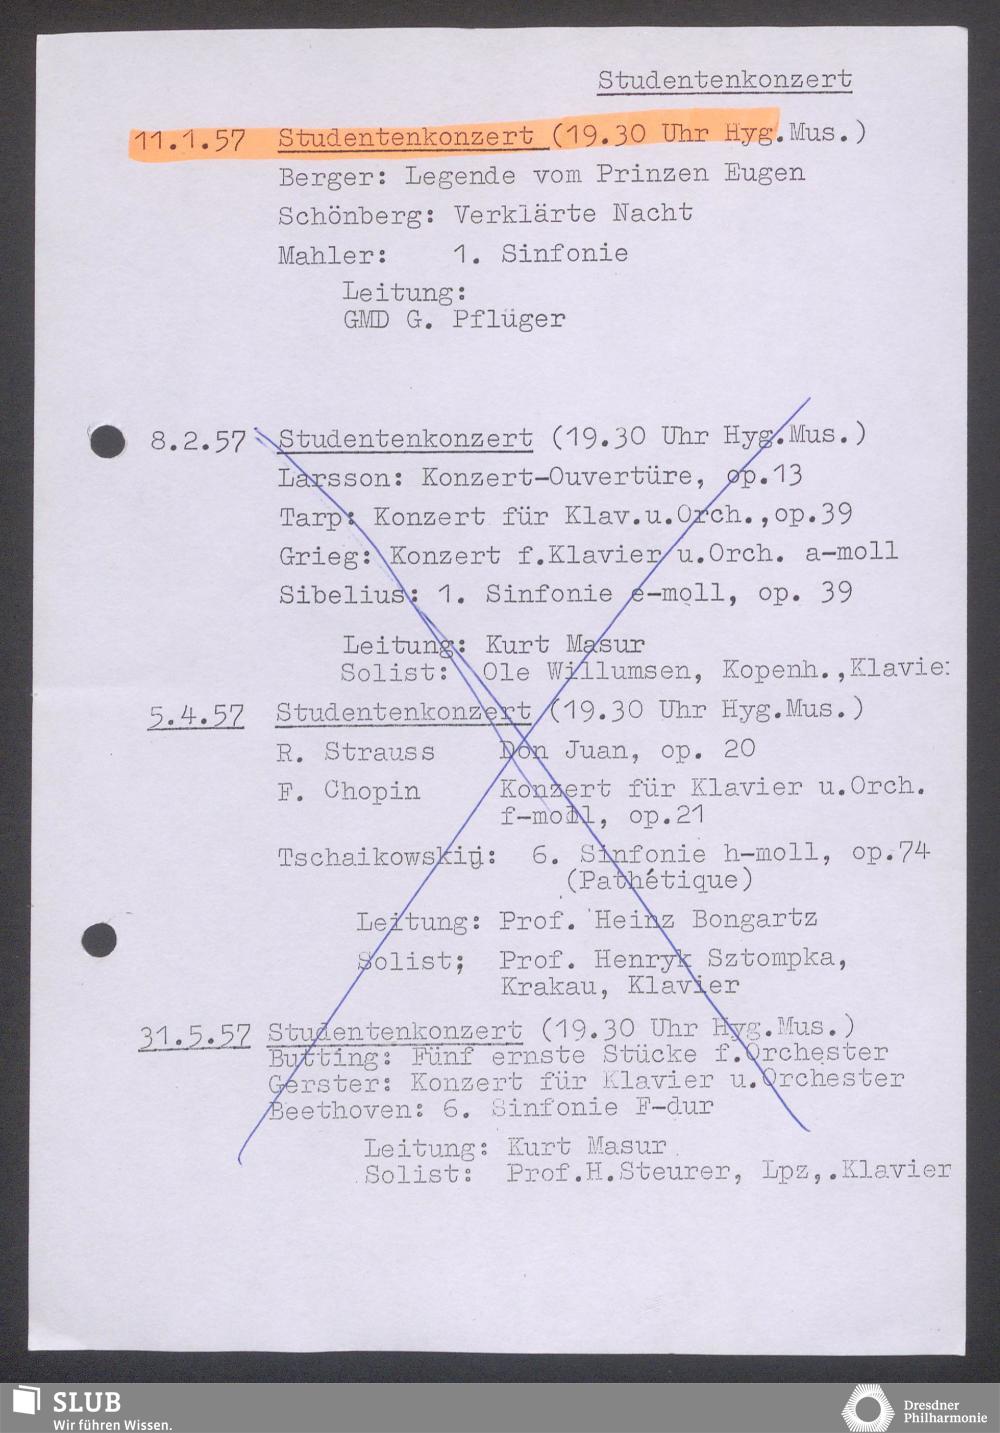 Studentenkonzert
11.1.57 Studentenkonzert (19.30 Uhr Hyg.Mus.)
Berger: Legende vom Prinzen Eugen
Schönberg: Verklärte Nacht
Mahler: 1. Sinfonie
Leitung:
GMD G. Pflüger
8.2.57 Studentenkonzert (19.30 Uhr Hyg.Mus.)
Larsson: Konzert-Ouvertüre, op.13
Tarp: Konzert für Klav.u.Orch.,op.39
Grieg: Konzert f.Klavier u.Orch. a-moll
Sibelius: 1. Sinfonie e-moll, op. 39
Leitung: Kurt Masur
Solist: Ole Willumsen, Kopenh.,Klavier
5.4.57 Studentenkonzert (19.30 Uhr Hyg.Mus.)
R. Strauss Don Juan, op. 20
F. Chopin Konzert für Klavier u.Orch.
f-moll, op.21
Tschaikowskij: 6. Sinfonie h-moll, op.74
(Pathétique)
Leitung: Prof. Heinz Bongartz
Solist; Prof. Henryk Sztompka,
Krakau, Klavier
31.5.57 Studentenkonzert (19.30 Uhr Hyg.Mus.)
Butting: Fünf ernste Stücke f.Orchester
Gerster: Konzert für Klavier u.Orchester
Beethoven: 6. Sinfonie F-dur
Leitung: Kurt Masur
Solist: Prof.H.Steurer, Lpz,.Klavier
SLUB
Wir führen Wissen.
Dresdner
Philharmonie